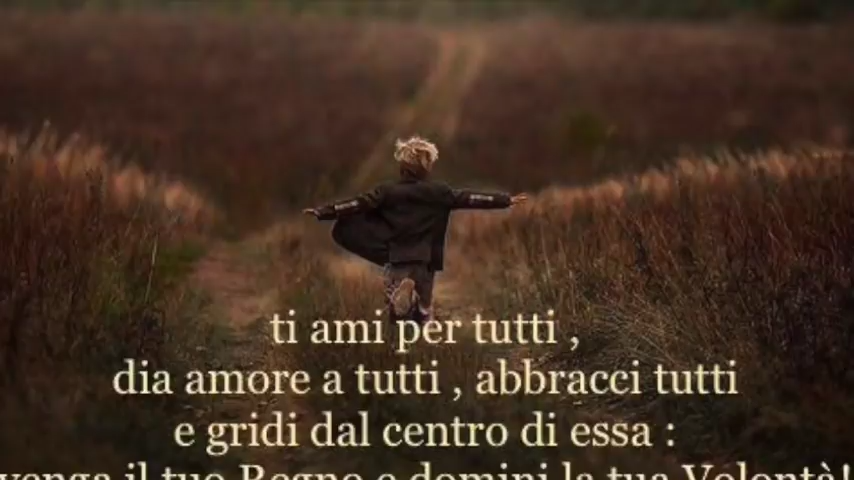 ti ami per tutti ,
dia amore a tutti , abbracci tutti
e gridi dal centro di essa :
venga il tuo Regno e domini la tua Volontà!